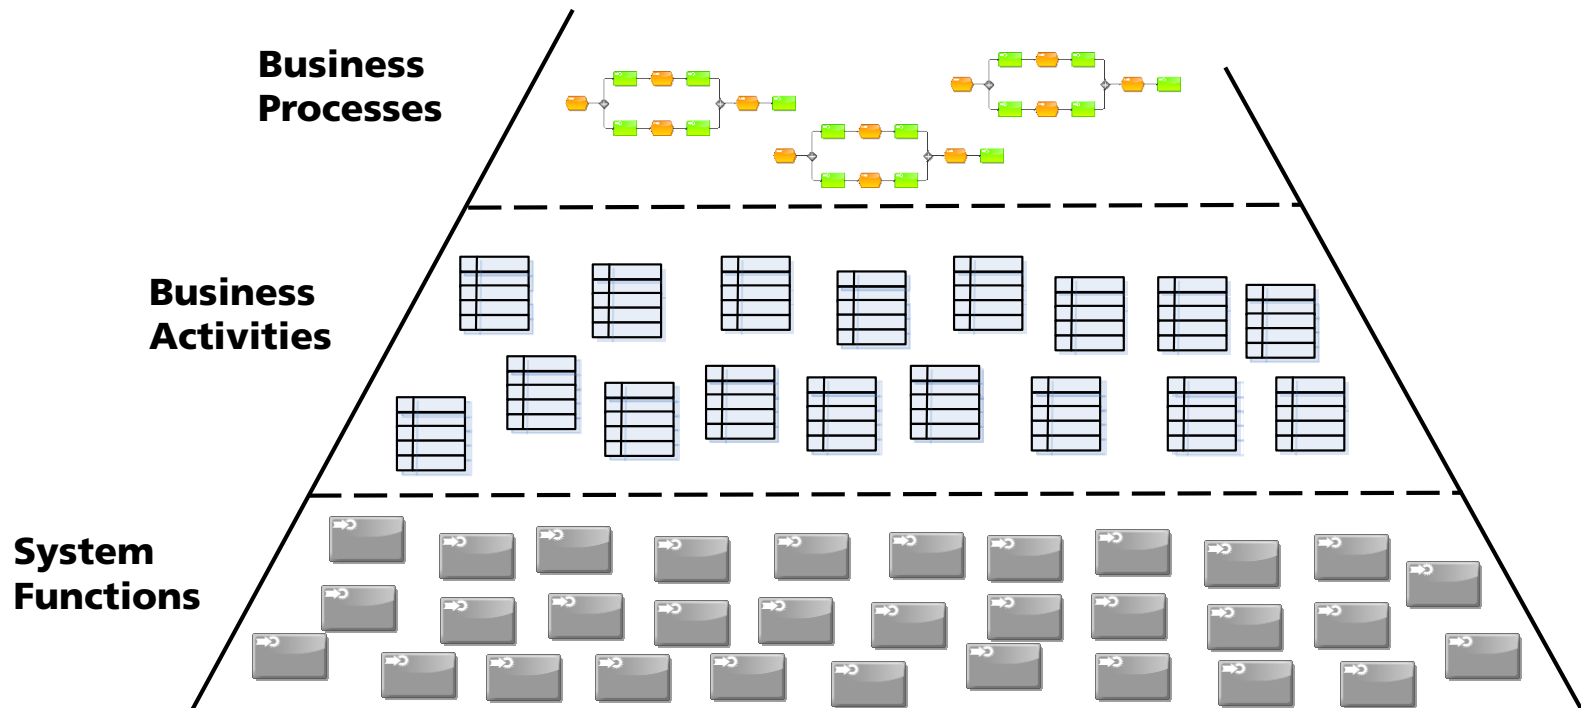 Business
Processes
Business
Activities
System
Functions